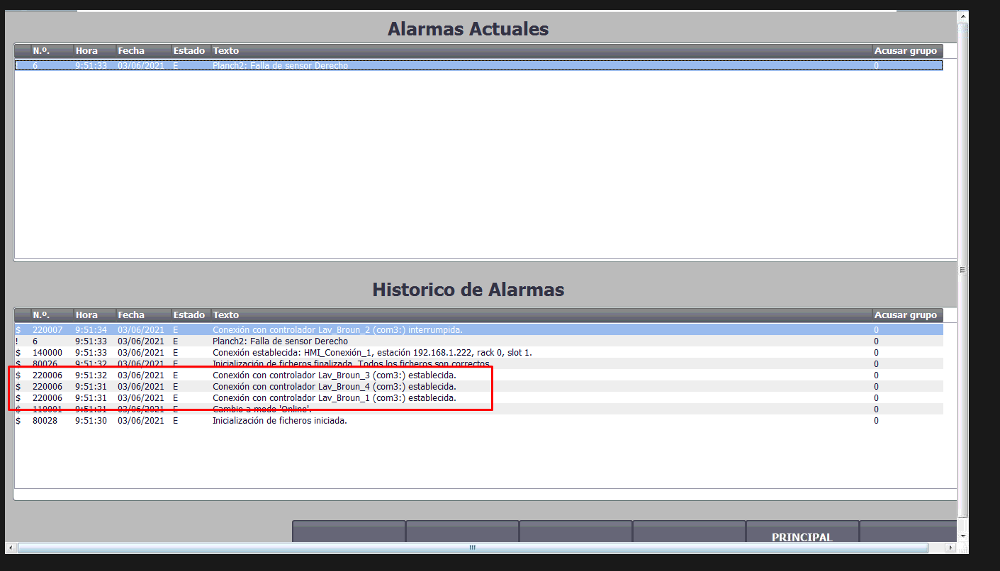 Alarmas Actuales
N.º. Hora Fecha Estado Texto Acusar grupo
! 6 9:51:33 03/06/2021 E Planch2: Falla de sensor Derecho 0
Historico de Alarmas
N.º. Hora Fecha Estado Texto Acusar grupo
$ 220007 9:51:34 03/06/2021 E Conexión con controlador Lav_Broun_2 (com3:) interrumpida. 0
! 6 9:51:33 03/06/2021 E Planch2: Falla de sensor Derecho 0
$ 140000 9:51:33 03/06/2021 E Conexión establecida: HMI_Conexión_1, estación 192.168.1.222, rack 0, slot 1. 0
$ 80026 9:51:32 03/06/2021 E Inicialización de ficheros finalizada. Todos los ficheros son correctos. 0
$ 220006 9:51:32 03/06/2021 E Conexión con controlador Lav_Broun_3 (com3:) establecida. 0
$ 220006 9:51:31 03/06/2021 E Conexión con controlador Lav_Broun_4 (com3:) establecida. 0
$ 220006 9:51:31 03/06/2021 E Conexión con controlador Lav_Broun_1 (com3:) establecida. 0
$ 110001 9:51:31 03/06/2021 E Cambio a modo 'Online'. 0
$ 80028 9:51:30 03/06/2021 E Inicialización de ficheros iniciada. 0
PRINCIPAL